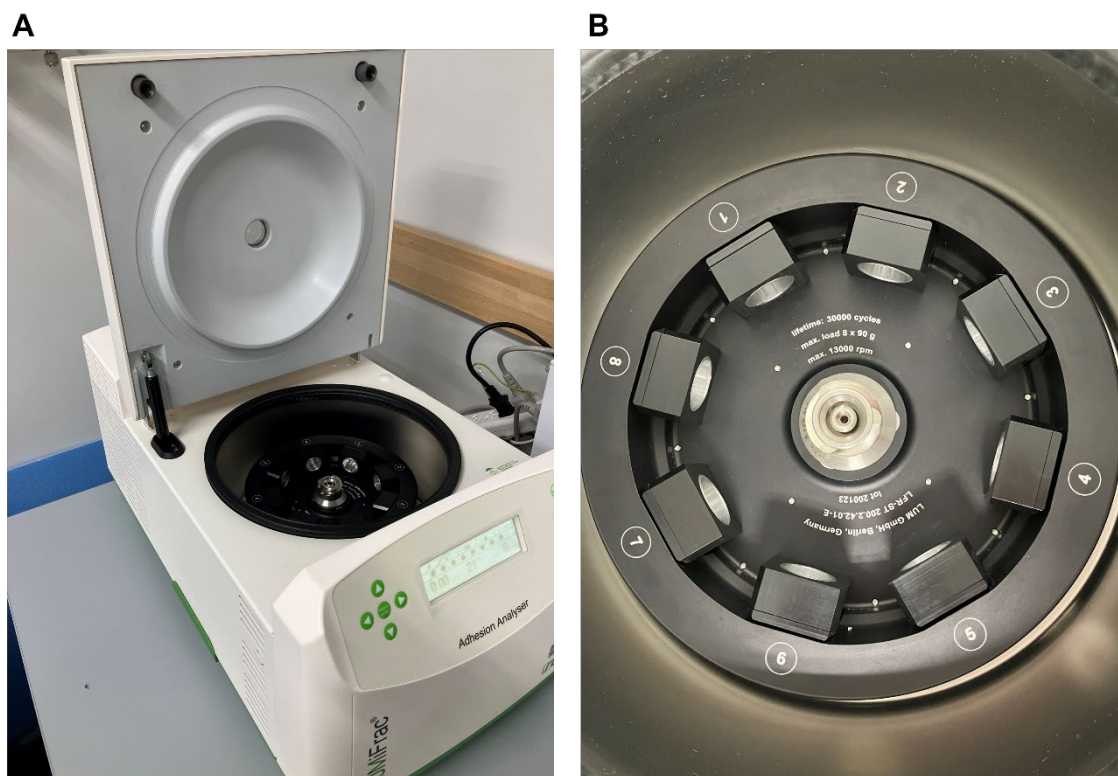 A
B
Adhesion Analyser
UMiFrac®
1
2
3
4
5
6
7
8
lifetime: 30000 cycles
max. load 8 x 90 g
max. 13000 rpm
LUM GmbH, Berlin, Germany
LFR-ST 200.2.42.01-E
lot 200123